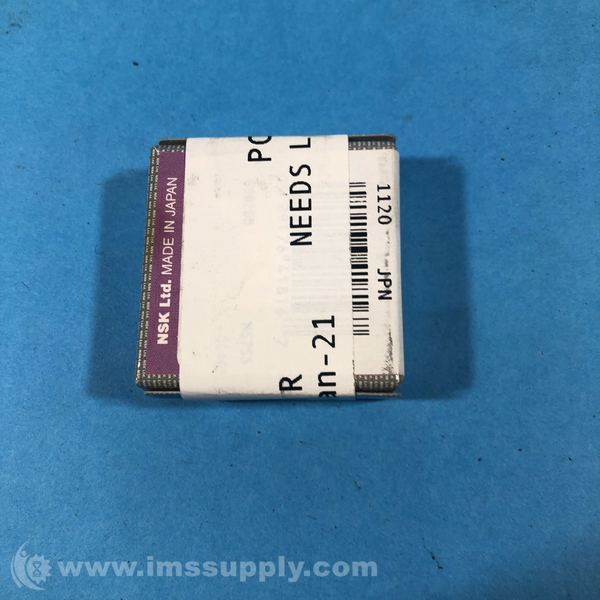 NSK Ltd. MADE IN JAPAN
PO
NEEDS L
R
an-21
1120 JPN
www.imssupply.com